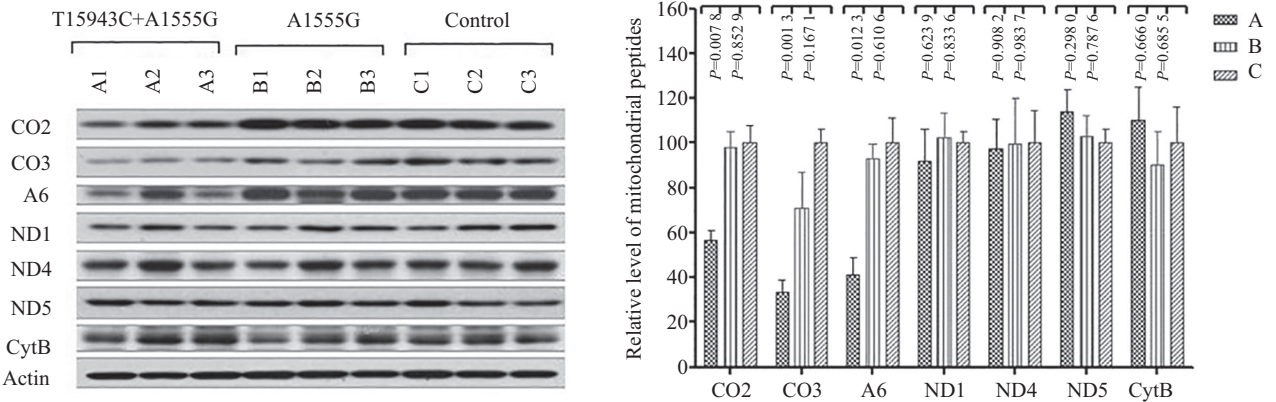 T15943C+A1555G
A1555G
Control
A1
A2
A3
B1
B2
B3
C1
C2
C3
CO2
CO3
A6
ND1
ND4
ND5
CytB
Actin
Relative level of mitochondrial peptides
160
140
120
100
80
60
40
20
0
P=0.007 8
P=0.852 9
P=0.001 3
P=0.167 1
P=0.012 3
P=0.610 6
P=0.623 9
P=0.833 6
P=0.908 2
P=0.983 7
P=0.298 0
P=0.787 6
P=0.666 0
P=0.685 5
CO2
CO3
A6
ND1
ND4
ND5
CytB
A
B
C